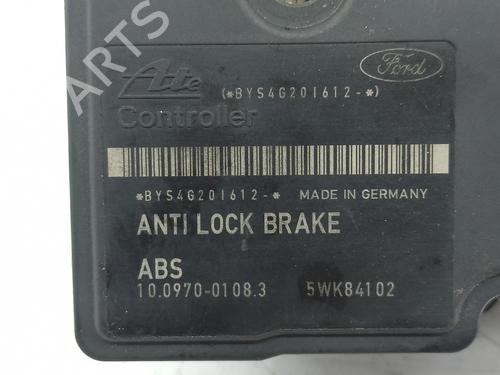 ARTS
Ate
Ford
(*BYS4G201612-*)
Controller
*BYS4G201612-* MADE IN GERMANY
ANTI LOCK BRAKE
ABS
10.0970-0108.3 5WK84102